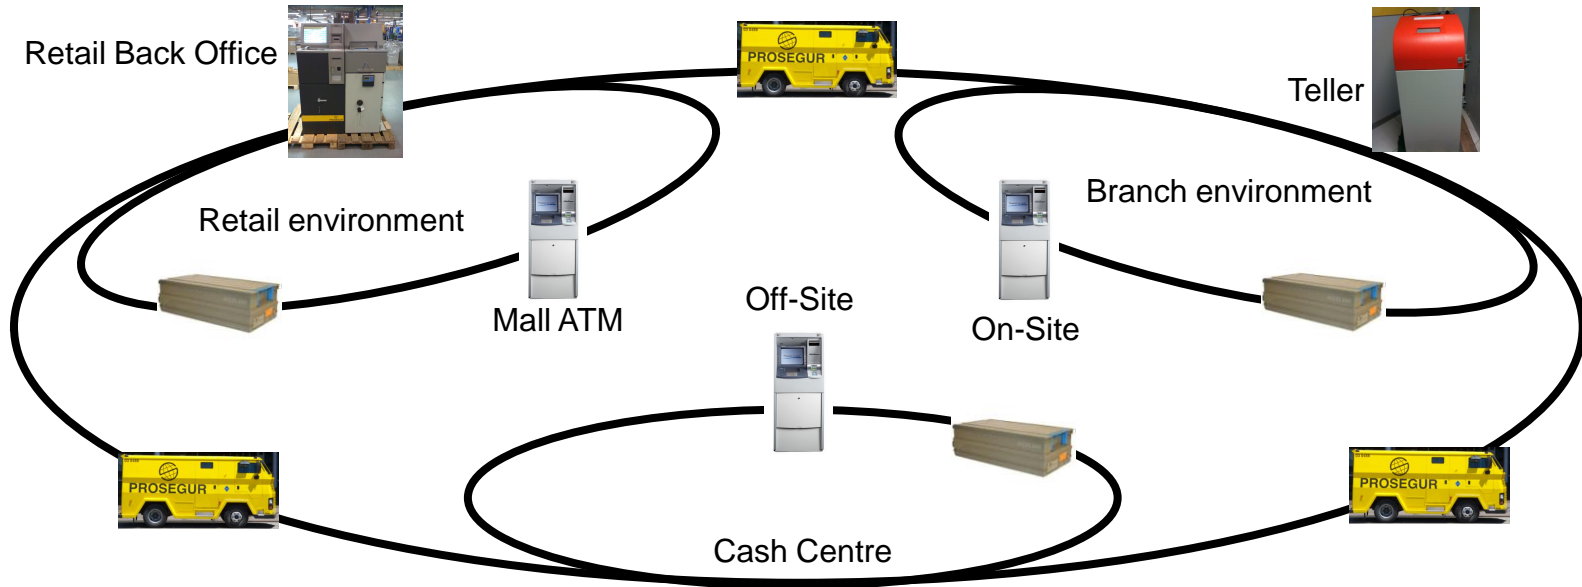 Retail Back Office
PROSEGUR
Teller
Retail environment
Branch environment
Mall ATM
Off-Site
On-Site
PROSEGUR
PROSEGUR
Cash Centre